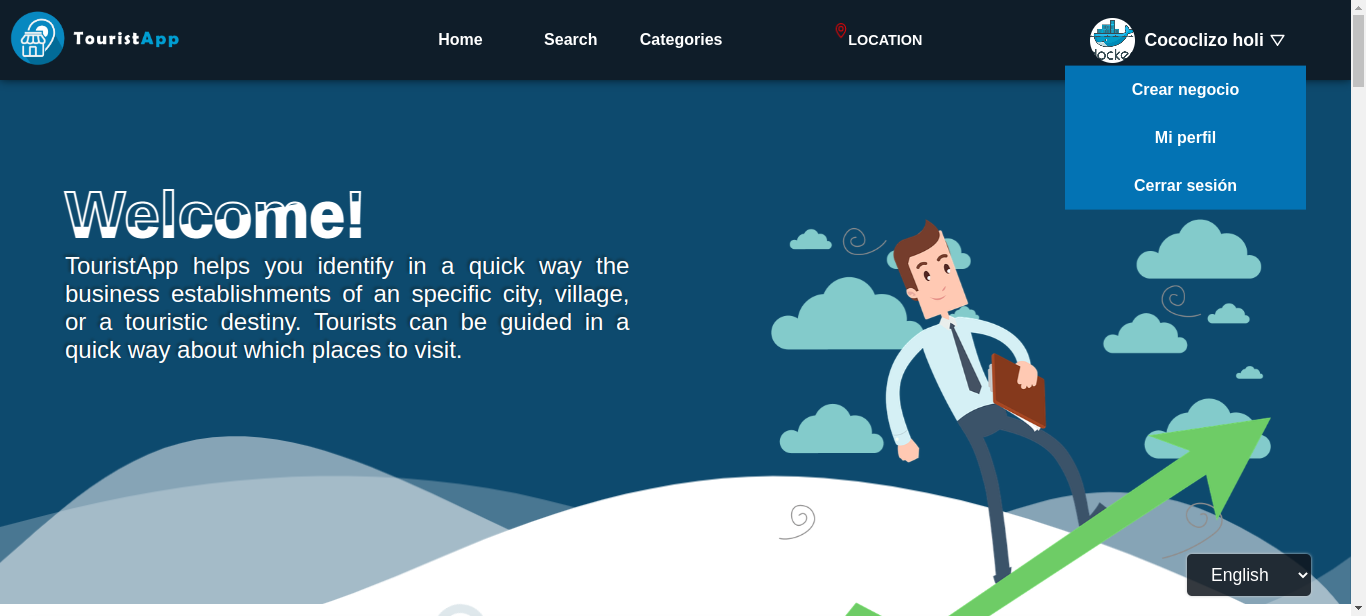 TouristApp
Home
Search
Categories
LOCATION
locke
Cococlizo holi
Crear negocio
Mi perfil
Cerrar sesión
Welcome!
TouristApp helps you identify in a quick way the
business establishments of an specific city, village,
or a touristic destiny. Tourists can be guided in a
quick way about which places to visit.
English